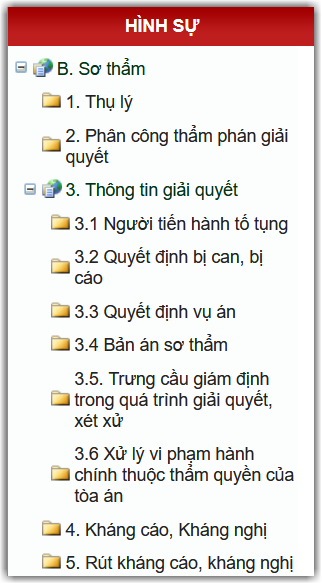 HÌNH SỰ
B. Sơ thẩm
1. Thụ lý
2. Phân công thẩm phán giải
quyết
3. Thông tin giải quyết
3.1 Người tiến hành tố tụng
3.2 Quyết định bị can, bị
cáo
3.3 Quyết định vụ án
3.4 Bản án sơ thẩm
3.5. Trưng cầu giám định
trong quá trình giải quyết,
xét xử
3.6 Xử lý vi phạm hành
chính thuộc thẩm quyền của
tòa án
4. Kháng cáo, Kháng nghị
5. Rút kháng cáo, kháng nghị